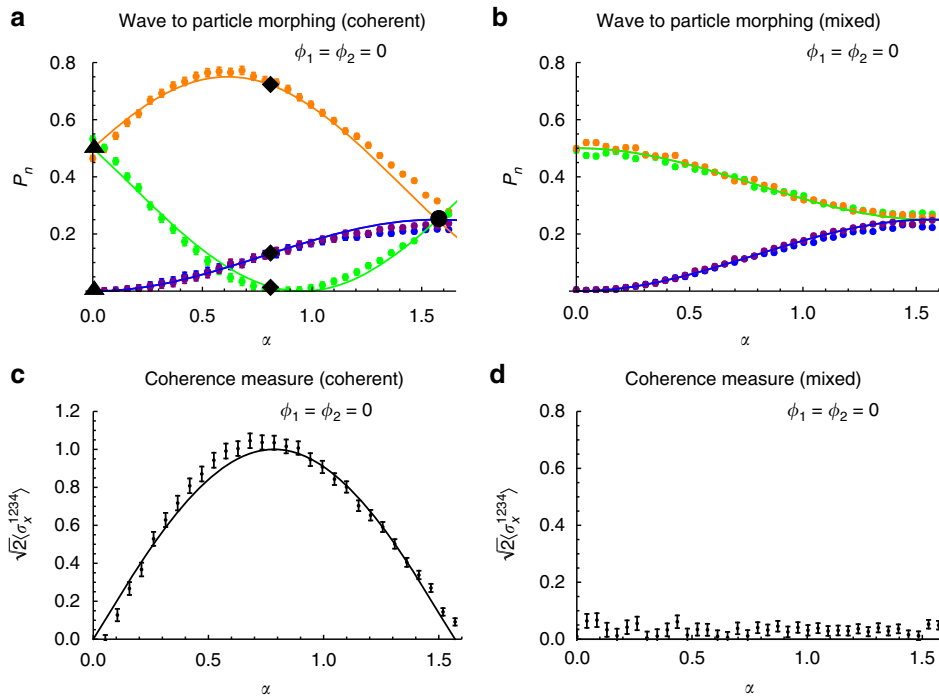 a
Wave to particle morphing (coherent)
ϕ1 = ϕ2 = 0
0.8
0.6
0.4
0.2
Pn
0.0
0.5
1.0
1.5
α
b
Wave to particle morphing (mixed)
ϕ1 = ϕ2 = 0
0.8
0.6
0.4
0.2
Pn
0.0
0.5
1.0
1.5
α
c
Coherence measure (coherent)
ϕ1 = ϕ2 = 0
1.2
1.0
0.8
0.6
0.4
0.2
0.0
√2⟨σx^1234⟩
0.0
0.5
1.0
1.5
α
d
Coherence measure (mixed)
ϕ1 = ϕ2 = 0
0.8
0.6
0.4
0.2
0.0
√2⟨σx^1234⟩
0.0
0.5
1.0
1.5
α